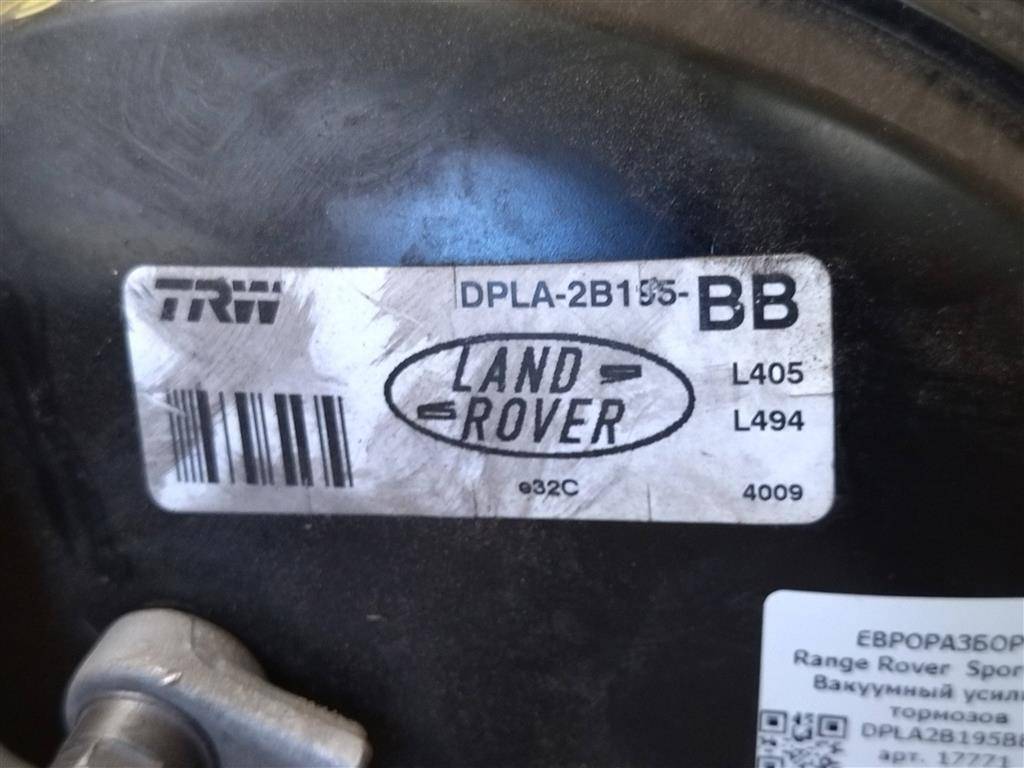 TRW
DPLA-2B195-BB
LAND
ROVER
L405
L494
e32C
4009
ЕВРОРАЗБОР
Range Rover Spor
Вакуумный усили
тормозов
DPLA2B195B
арт. 17771